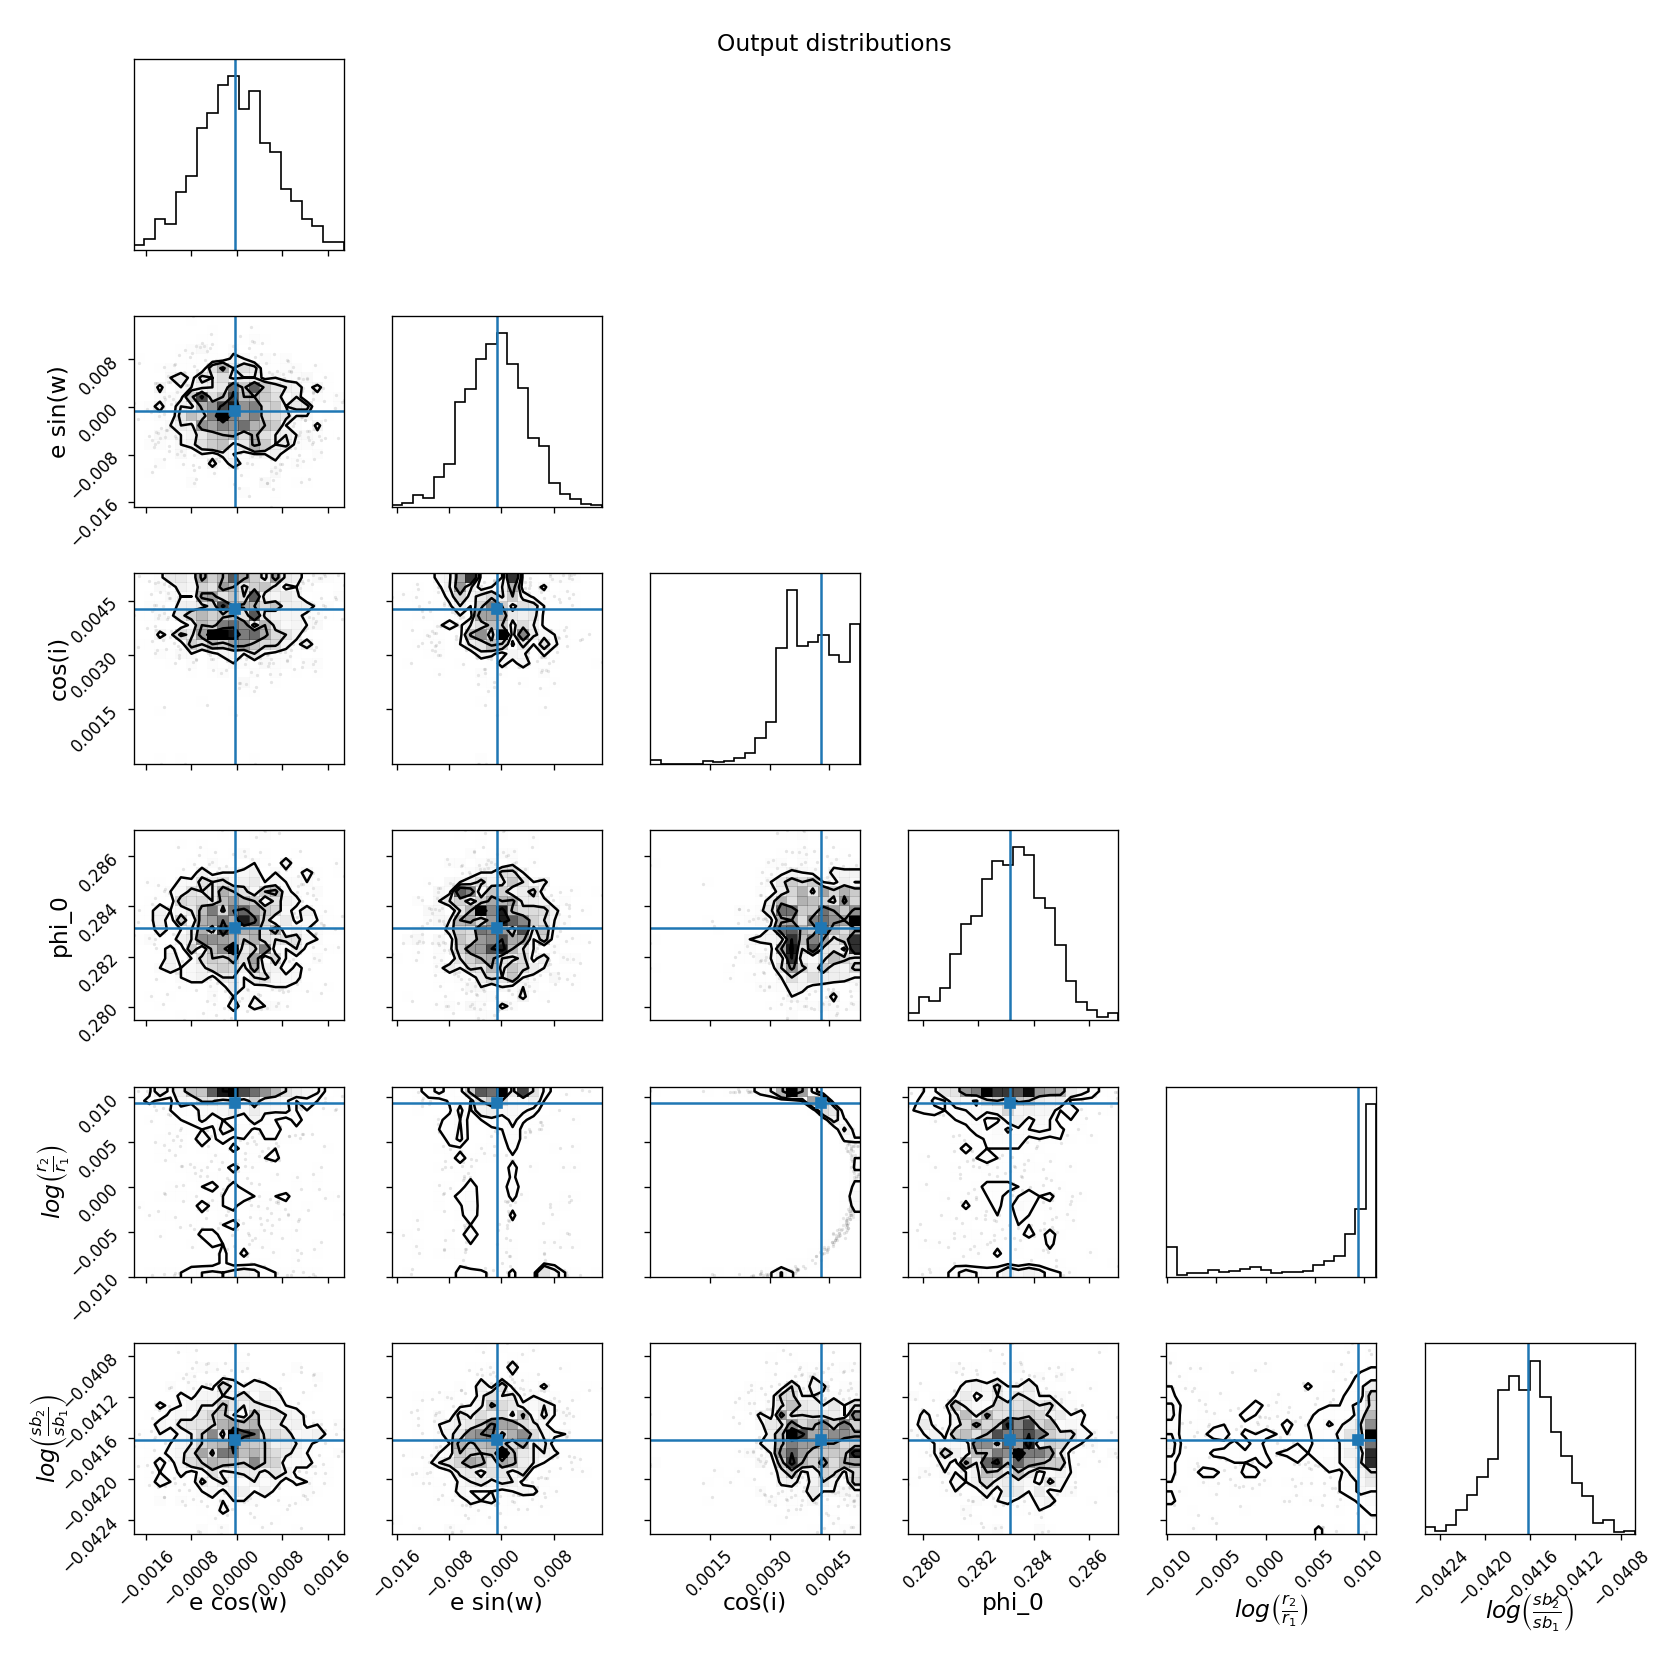 Output distributions
e sin(w)
0.008
0.000
−0.008
−0.016
cos(i)
0.0045
0.0030
0.0015
phi_0
0.286
0.284
0.282
0.280
log(r2/r1)
0.010
0.005
0.000
−0.005
−0.010
log(sb2/sb1)
−0.0408
−0.0412
−0.0416
−0.0420
−0.0424
−0.0016 −0.0008 0.0000 0.0008 0.0016
−0.016 −0.008 0.000 0.008
0.0015 0.0030 0.0045
0.280 0.282 0.284 0.286
−0.010 −0.005 0.000 0.005 0.010
−0.0424 −0.0420 −0.0416 −0.0412 −0.0408
e cos(w) e sin(w) cos(i) phi_0 log(r2/r1) log(sb2/sb1)